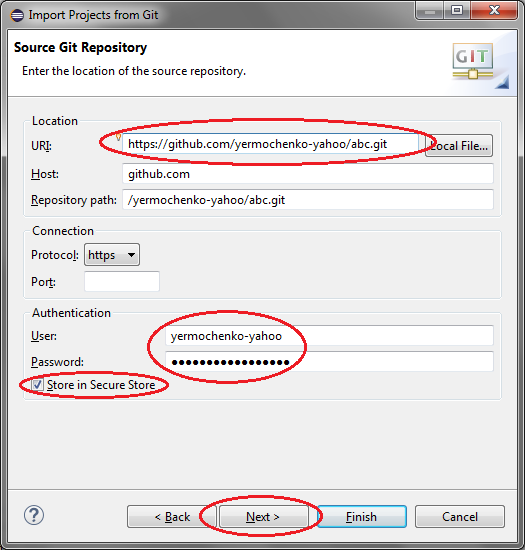 Import Projects from Git
Source Git Repository
Enter the location of the source repository.
GIT
Location
URI: https://github.com/yermochenko-yahoo/abc.git Local File...
Host: github.com
Repository path: /yermochenko-yahoo/abc.git
Connection
Protocol: https
Port:
Authentication
User: yermochenko-yahoo
Password: ●●●●●●●●●●●●●●●●●
Store in Secure Store
? < Back Next > Finish Cancel